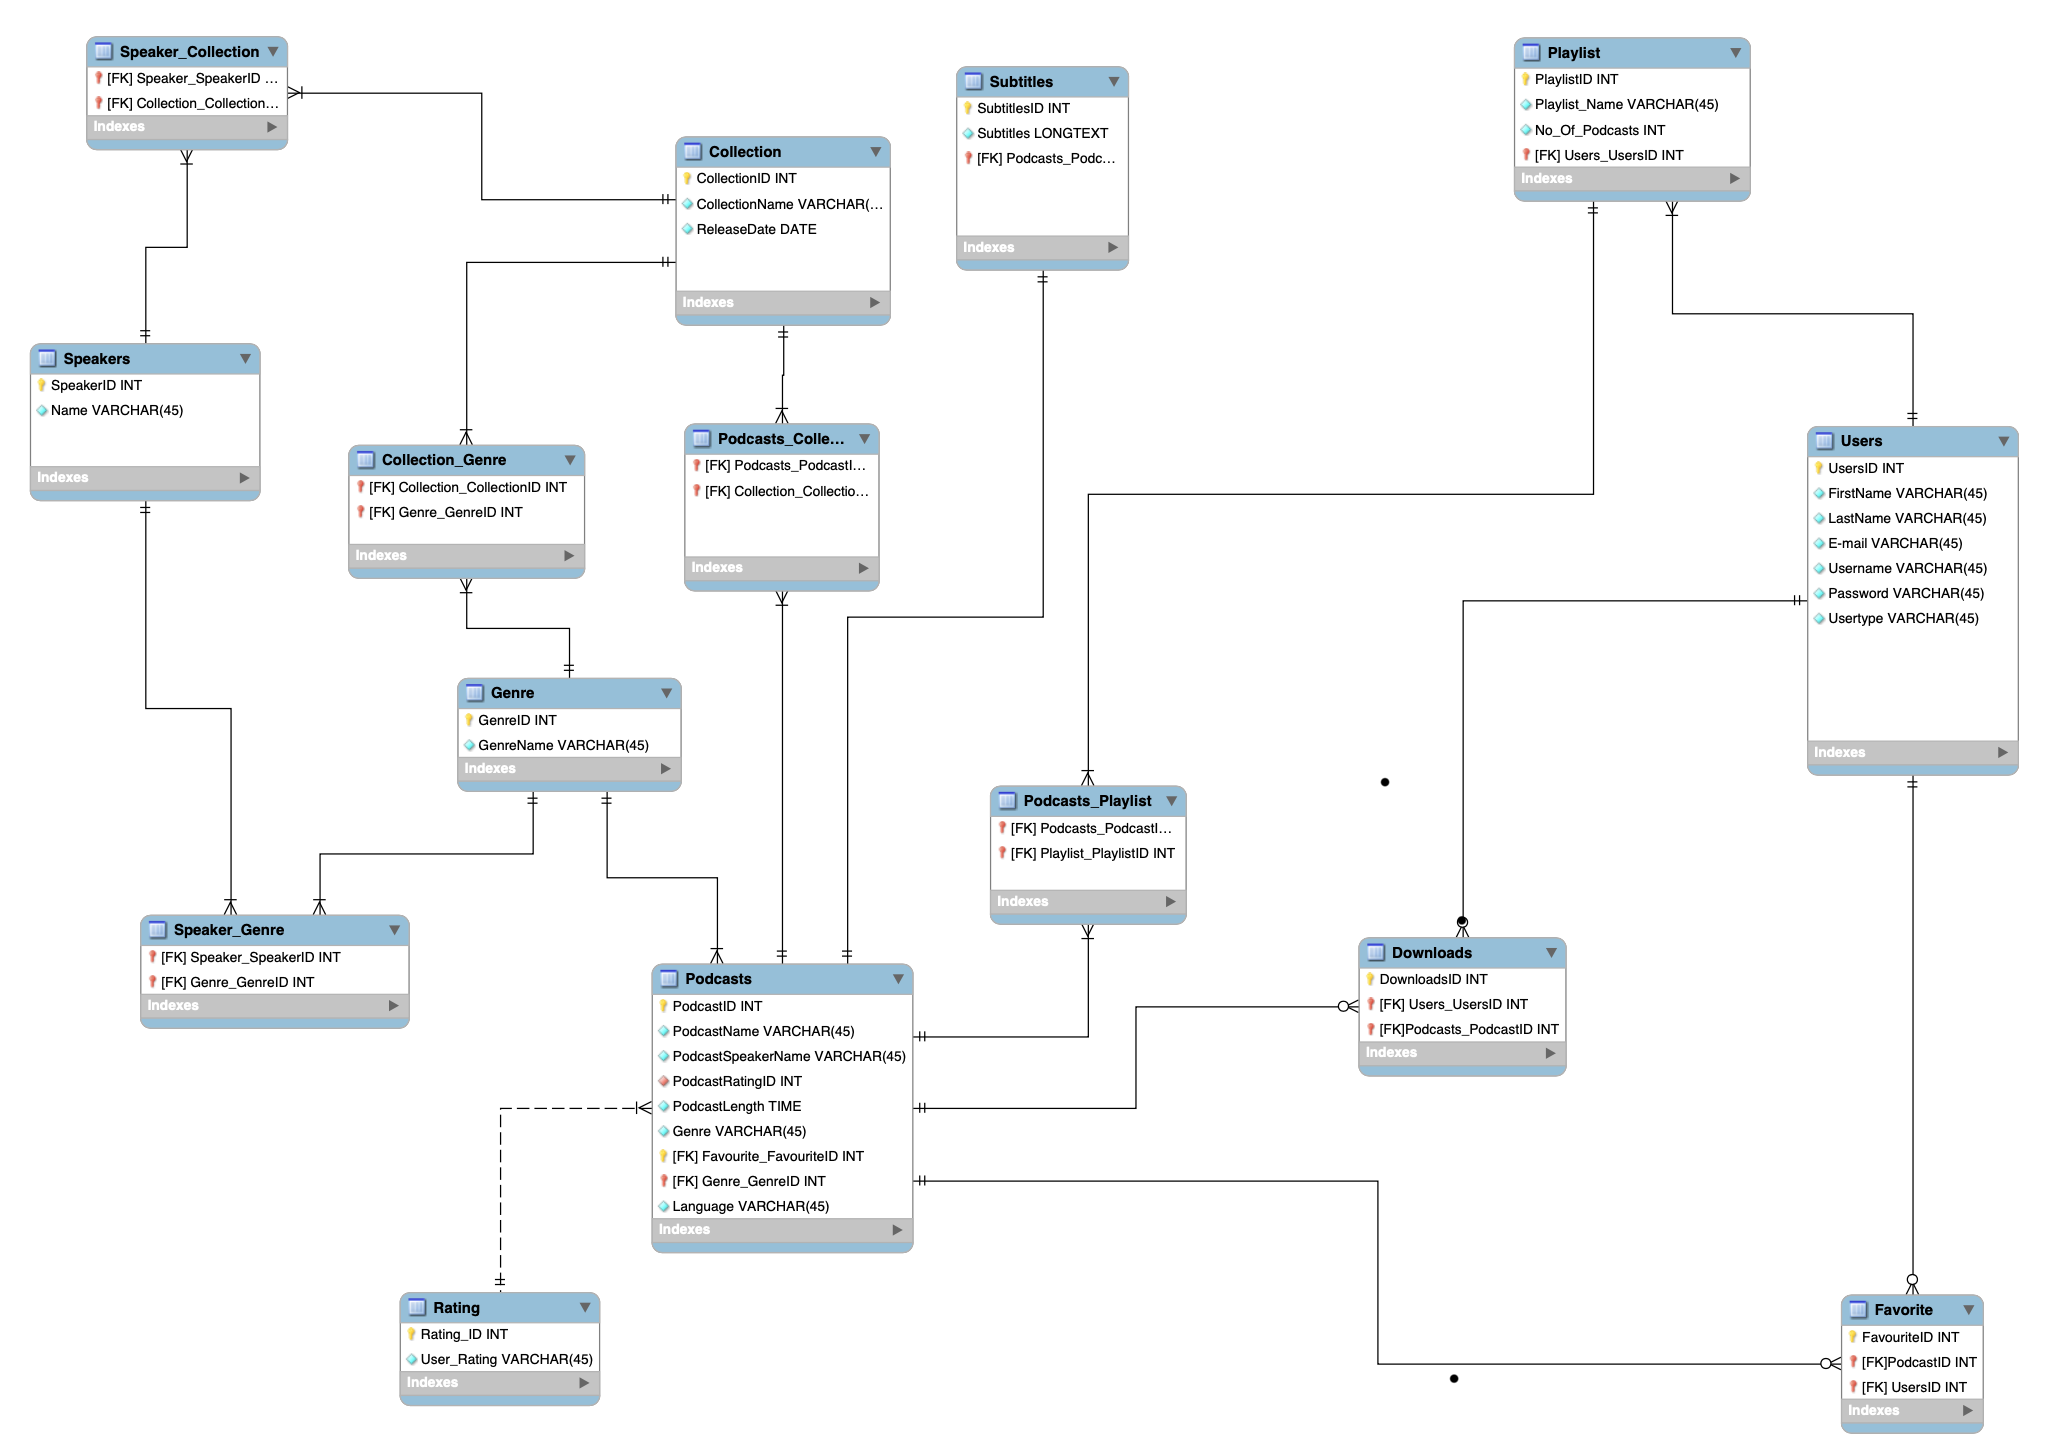 Speaker_Collection
[FK] Speaker_SpeakerID ...
[FK] Collection_Collection...
Indexes
Subtitles
SubtitlesID INT
Subtitles LONGTEXT
[FK] Podcasts_Podc...
Indexes
Playlist
PlaylistID INT
Playlist_Name VARCHAR(45)
No_Of_Podcasts INT
[FK] Users_UsersID INT
Indexes
Collection
CollectionID INT
CollectionName VARCHAR(...
ReleaseDate DATE
Indexes
Speakers
SpeakerID INT
Name VARCHAR(45)
Indexes
Collection_Genre
[FK] Collection_CollectionID INT
[FK] Genre_GenreID INT
Indexes
Podcasts_Colle...
[FK] Podcasts_PodcastI...
[FK] Collection_Collectio...
Indexes
Users
UsersID INT
FirstName VARCHAR(45)
LastName VARCHAR(45)
E-mail VARCHAR(45)
Username VARCHAR(45)
Password VARCHAR(45)
Usertype VARCHAR(45)
Indexes
Genre
GenreID INT
GenreName VARCHAR(45)
Indexes
Podcasts_Playlist
[FK] Podcasts_PodcastI...
[FK] Playlist_PlaylistID INT
Indexes
Speaker_Genre
[FK] Speaker_SpeakerID INT
[FK] Genre_GenreID INT
Indexes
Podcasts
PodcastID INT
PodcastName VARCHAR(45)
PodcastSpeakerName VARCHAR(45)
PodcastRatingID INT
PodcastLength TIME
Genre VARCHAR(45)
[FK] Favourite_FavouriteID INT
[FK] Genre_GenreID INT
Language VARCHAR(45)
Indexes
Downloads
DownloadsID INT
[FK] Users_UsersID INT
[FK]Podcasts_PodcastID INT
Indexes
Rating
Rating_ID INT
User_Rating VARCHAR(45)
Indexes
Favorite
FavouriteID INT
[FK]PodcastID INT
[FK] UsersID INT
Indexes